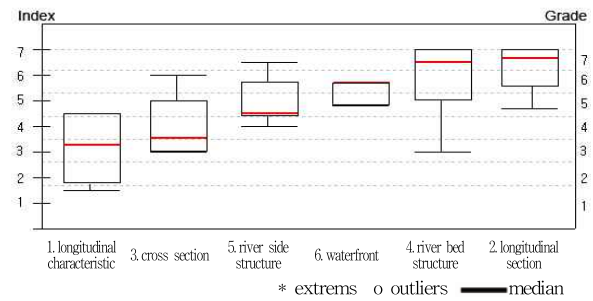 Index Grade
7 7
6 6
5 5
4 4
3 3
2 2
1 1
1. longitudinal characteristic
3. cross section
5. river side structure
6. waterfront
4. river bed structure
2. longitudinal section
* extrems o outliers median